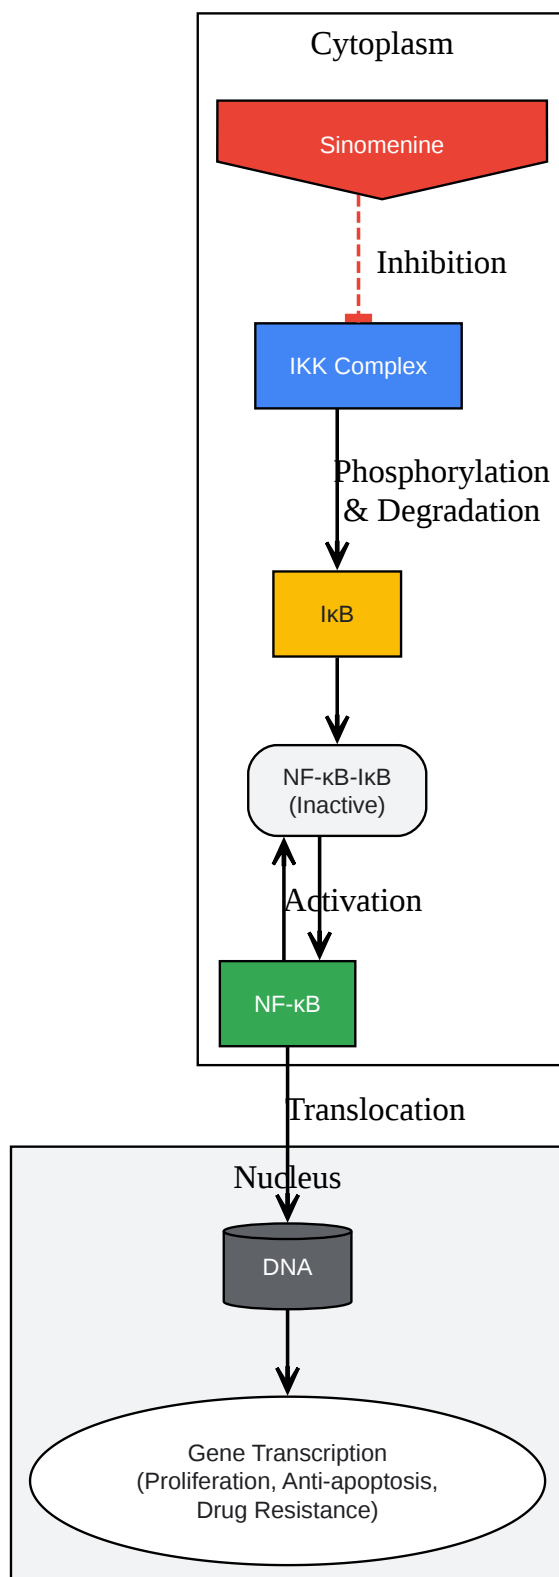 Cytoplasm
Sinomenine
Inhibition
IKK Complex
Phosphorylation
& Degradation
IκB
NF-κB-IκB
(Inactive)
Activation
NF-κB
Translocation
Nucleus
DNA
Gene Transcription
(Proliferation, Anti-apoptosis,
Drug Resistance)